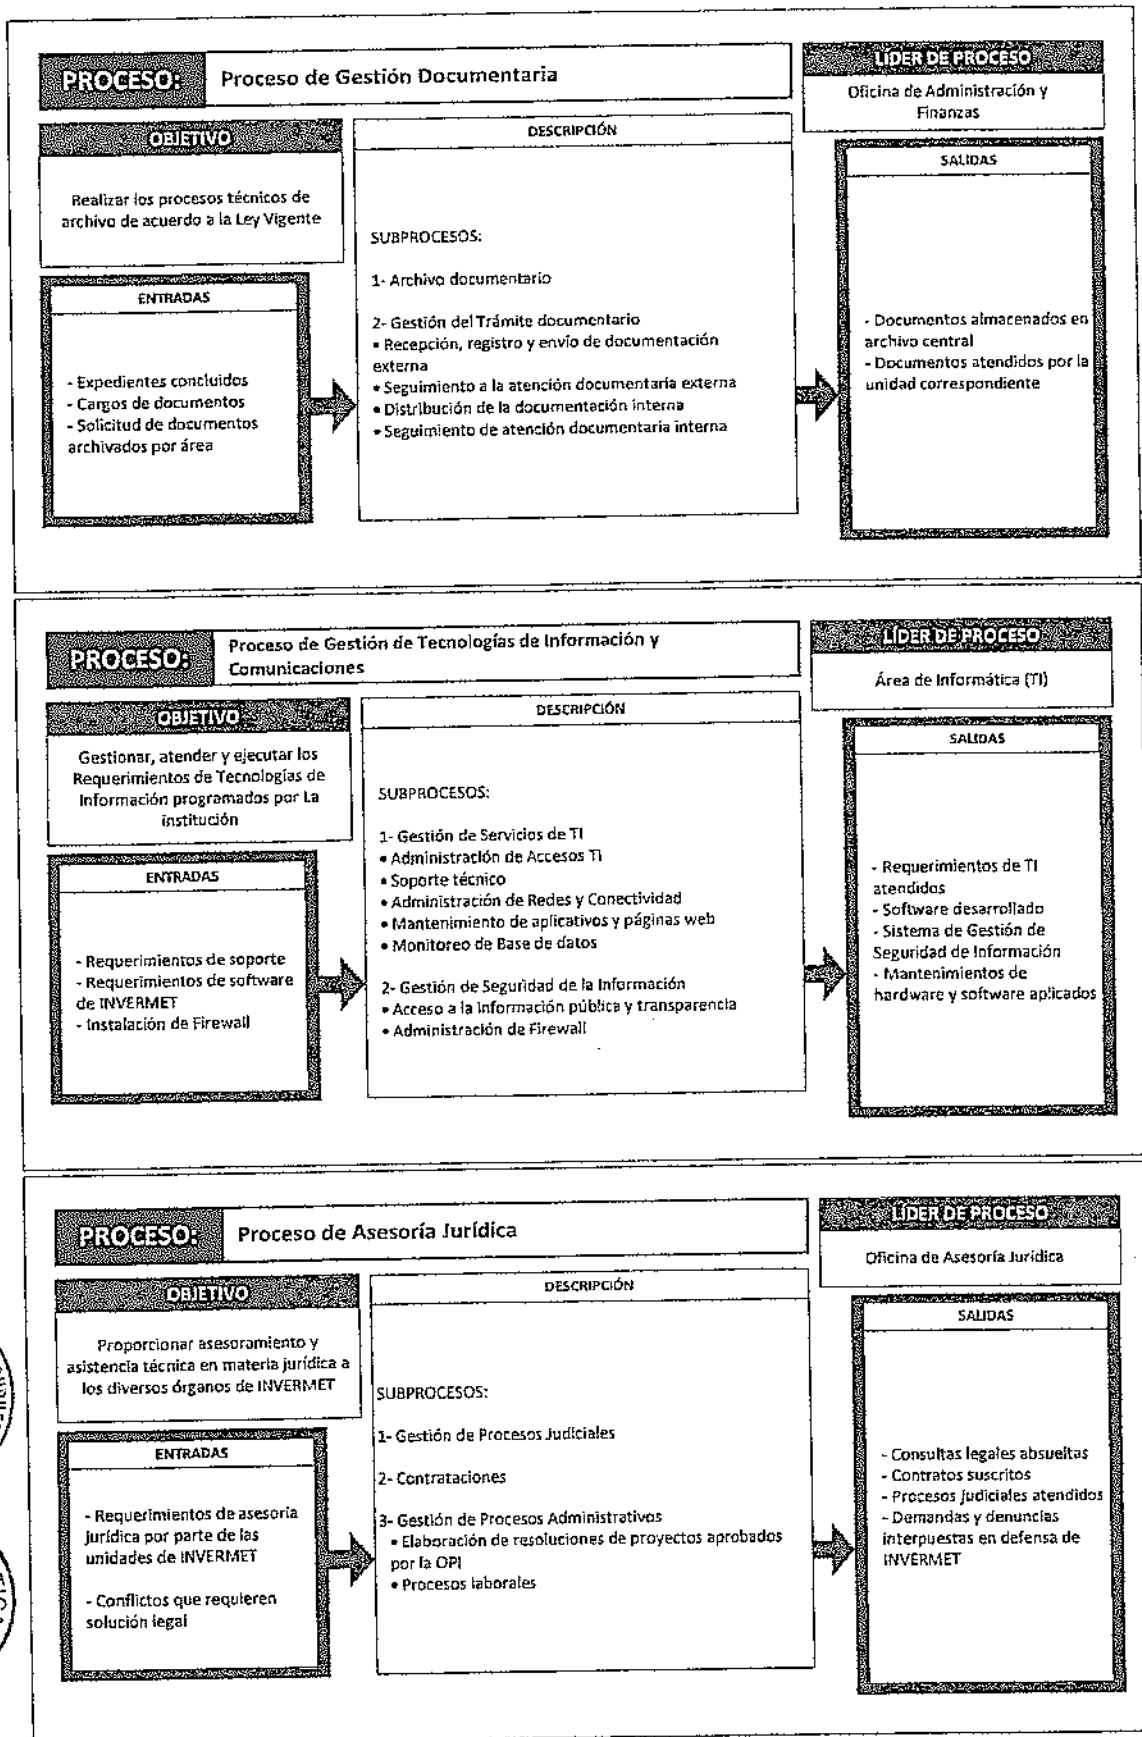 PROCESO:
Proceso de Gestión Documentaria
LÍDER DE PROCESO
Oficina de Administración y
Finanzas
OBJETIVO
Realizar los procesos técnicos de
archivo de acuerdo a la Ley Vigente
ENTRADAS
- Expedientes concluidos
- Cargos de documentos
- Solicitud de documentos
archivados por área
DESCRIPCIÓN
SUBPROCESOS:
1- Archivo documentario
2- Gestión del Trámite documentario
• Recepción, registro y envío de documentación
externa
• Seguimiento a la atención documentaria externa
• Distribución de la documentación interna
• Seguimiento de atención documentaria interna
SALIDAS
- Documentos almacenados en
archivo central
- Documentos atendidos por la
unidad correspondiente
PROCESO:
Proceso de Gestión de Tecnologías de Información y
Comunicaciones
LÍDER DE PROCESO
Área de Informática (TI)
OBJETIVO
Gestionar, atender y ejecutar los
Requerimientos de Tecnologías de
Información programados por La
institución
ENTRADAS
- Requerimientos de soporte
- Requerimientos de software
de INVERMET
- Instalación de Firewall
DESCRIPCIÓN
SUBPROCESOS:
1- Gestión de Servicios de TI
• Administración de Accesos TI
• Soporte técnico
• Administración de Redes y Conectividad
• Mantenimiento de aplicativos y páginas web
• Monitoreo de Base de datos
2- Gestión de Seguridad de la Información
• Acceso a la Información pública y transparencia
• Administración de Firewall
SALIDAS
- Requerimientos de TI
atendidos
- Software desarrollado
- Sistema de Gestión de
Seguridad de Información
- Mantenimientos de
hardware y software aplicados
PROCESO:
Proceso de Asesoría Jurídica
LÍDER DE PROCESO
Oficina de Asesoría Jurídica
OBJETIVO
Proporcionar asesoramiento y
asistencia técnica en materia jurídica a
los diversos órganos de INVERMET
ENTRADAS
- Requerimientos de asesoría
jurídica por parte de las
unidades de INVERMET
- Conflictos que requieren
solución legal
DESCRIPCIÓN
SUBPROCESOS:
1- Gestión de Procesos Judiciales
2- Contrataciones
3- Gestión de Procesos Administrativos
• Elaboración de resoluciones de proyectos aprobados
por la OPI
• Procesos laborales
SALIDAS
- Consultas legales absueltas
- Contratos suscritos
- Procesos judiciales atendidos
- Demandas y denuncias
interpuestas en defensa de
INVERMET